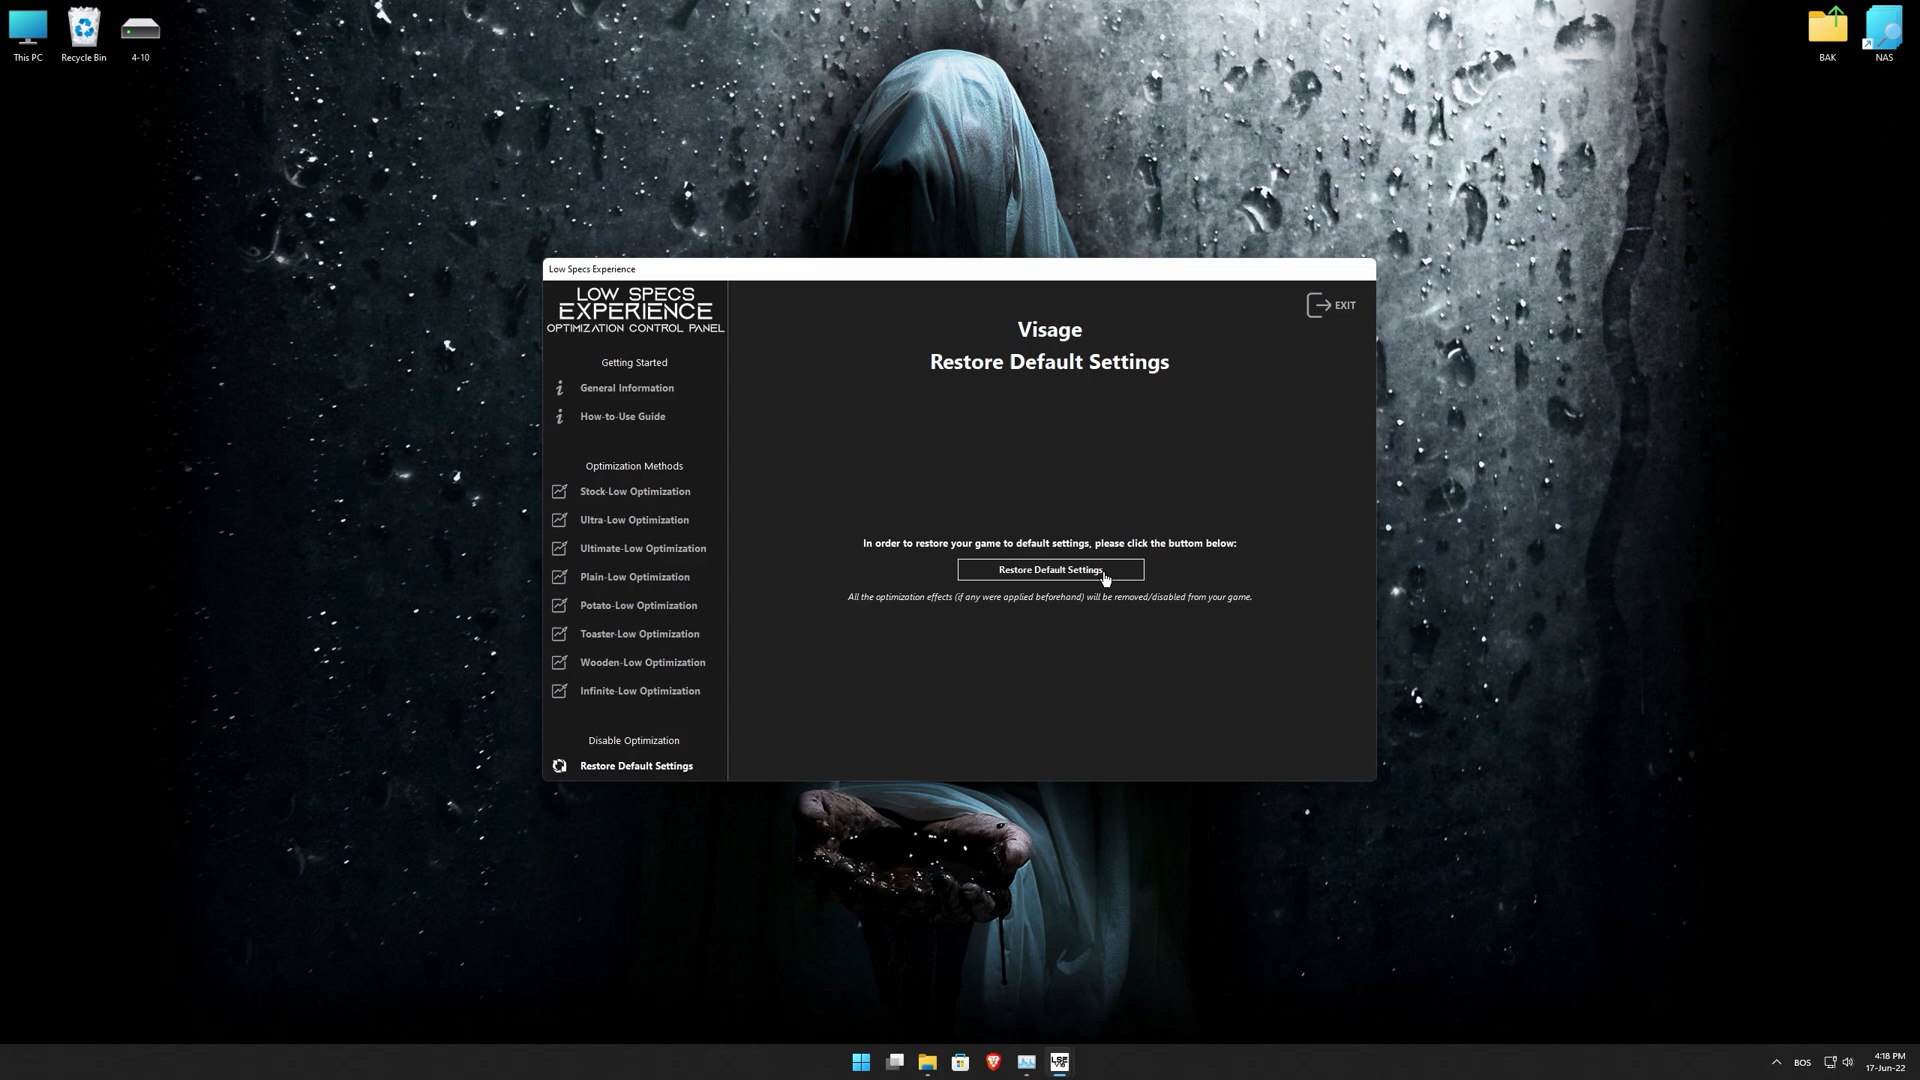 This PC
Recycle Bin
4-10
BAK
NAS
Low Specs Experience
LOW SPECS
EXPERIENCE
OPTIMIZATION CONTROL PANEL
Getting Started
General Information
How-to-Use Guide
Optimization Methods
Stock-Low Optimization
Ultra-Low Optimization
Ultimate-Low Optimization
Plain-Low Optimization
Potato-Low Optimization
Toaster-Low Optimization
Wooden-Low Optimization
Infinite-Low Optimization
Disable Optimization
Restore Default Settings
EXIT
Visage
Restore Default Settings
In order to restore your game to default settings, please click the buttom below:
Restore Default Settings
All the optimization effects (if any were applied beforehand) will be removed/disabled from your game.
BOS
4:18 PM
17-Jun-22